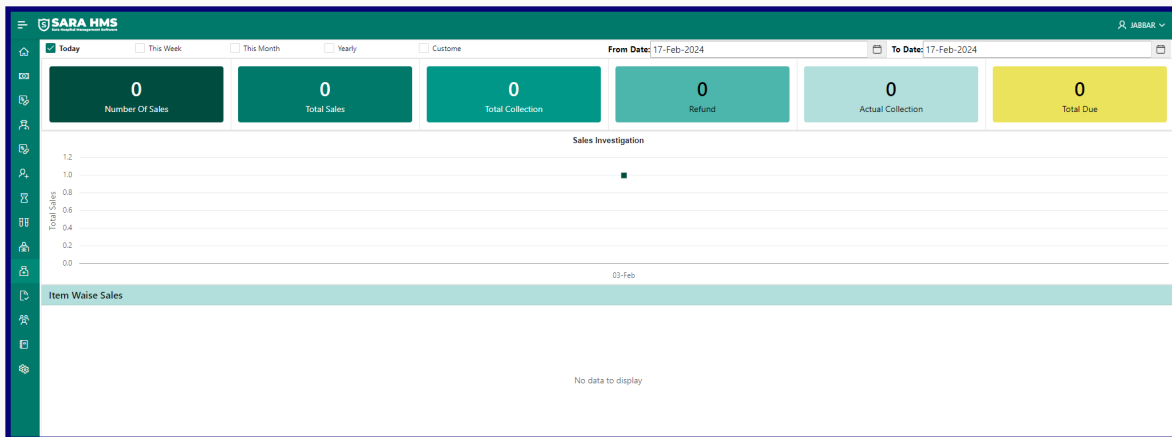 SARA HMS
Sara Hospital Management Software
JABBAR
Today This Week This Month Yearly Custome From Date: 17-Feb-2024 To Date: 17-Feb-2024
0 0 0 0 0 0
Number Of Sales Total Sales Total Collection Refund Actual Collection Total Due
Sales Investigation
1.2
1.0
0.8
0.6
0.4
0.2
0.0
Total Sales
03-Feb
Item Waise Sales
No data to display